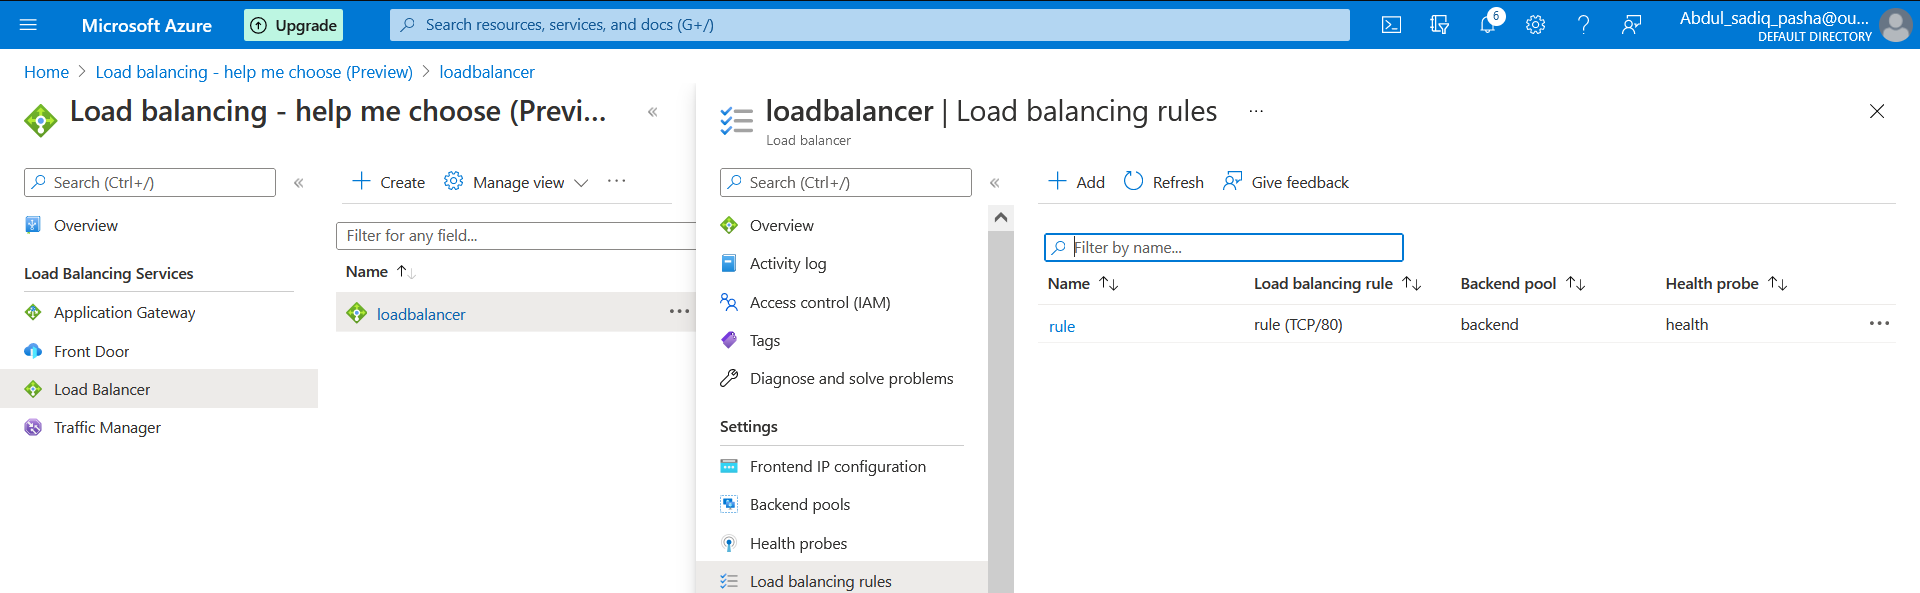 Microsoft Azure
Upgrade
Search resources, services, and docs (G+/)
6
Abdul_sadiq_pasha@ou...
DEFAULT DIRECTORY
Home > Load balancing - help me choose (Preview) > loadbalancer
Load balancing - help me choose (Previ...
«
Search (Ctrl+/)
«
Overview
Load Balancing Services
Application Gateway
Front Door
Load Balancer
Traffic Manager
Create
Manage view
...
Filter for any field...
Name
loadbalancer
...
loadbalancer | Load balancing rules
...
Load balancer
Search (Ctrl+/)
«
Overview
Activity log
Access control (IAM)
Tags
Diagnose and solve problems
Settings
Frontend IP configuration
Backend pools
Health probes
Load balancing rules
Add
Refresh
Give feedback
Filter by name...
Name Load balancing rule Backend pool Health probe
rule rule (TCP/80) backend health ...